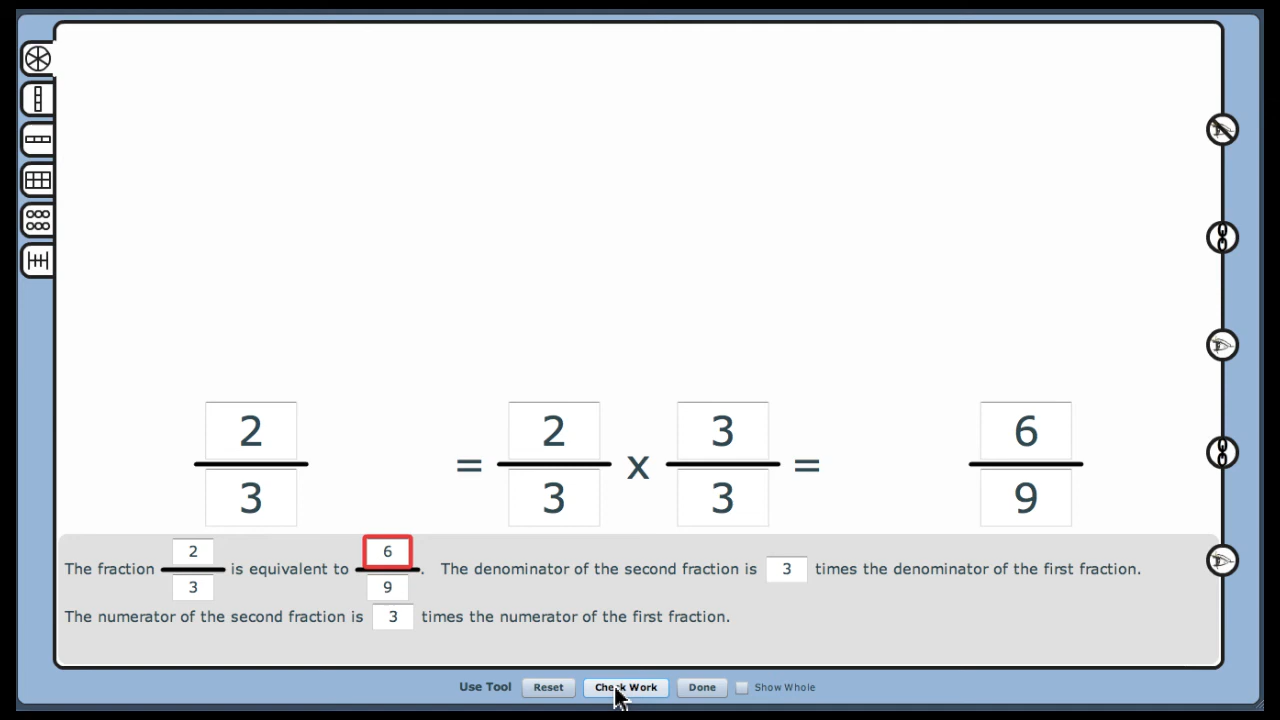 2 2 3 6
= x =
3 3 3 9
2 6
The fraction is equivalent to . The denominator of the second fraction is 3 times the denominator of the first fraction.
3 9
The numerator of the second fraction is 3 times the numerator of the first fraction.
Use Tool Reset Check Work Done Show Whole